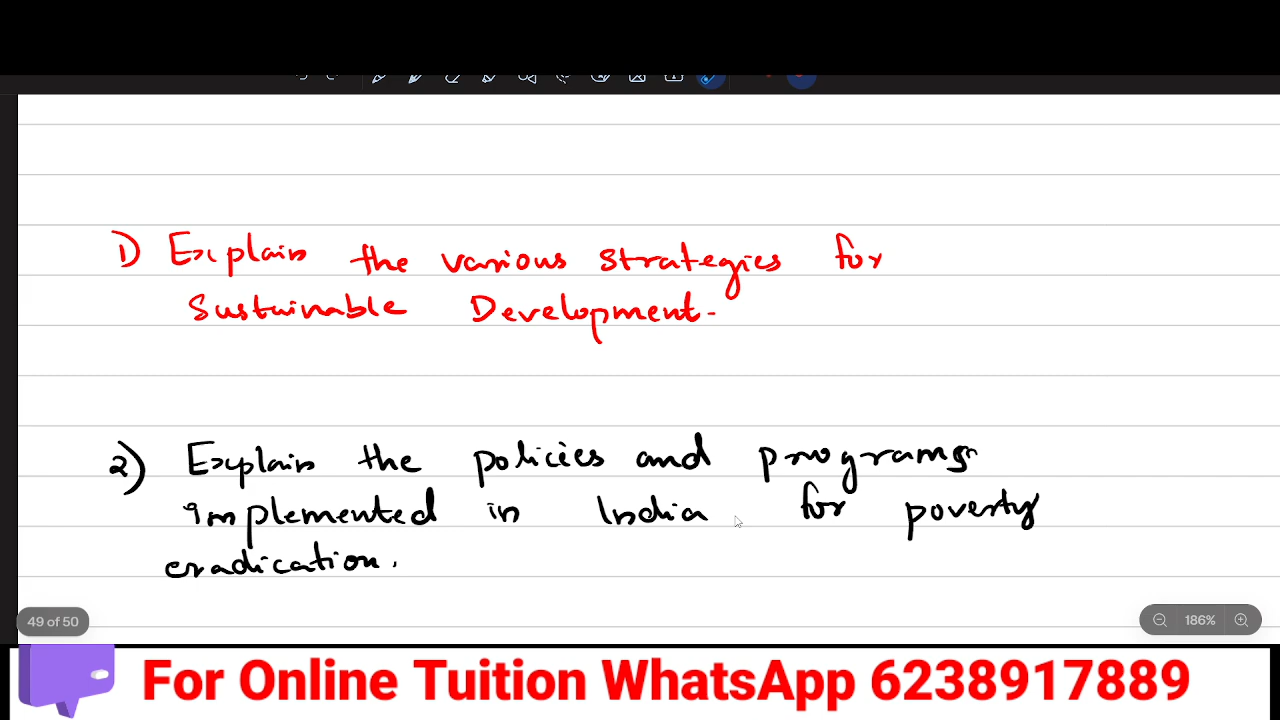 1) Explain the various strategies for
Sustainable Development.
2) Explain the policies and programs
implemented in India for poverty
eradication.
49 of 50
186%
For Online Tuition WhatsApp 6238917889